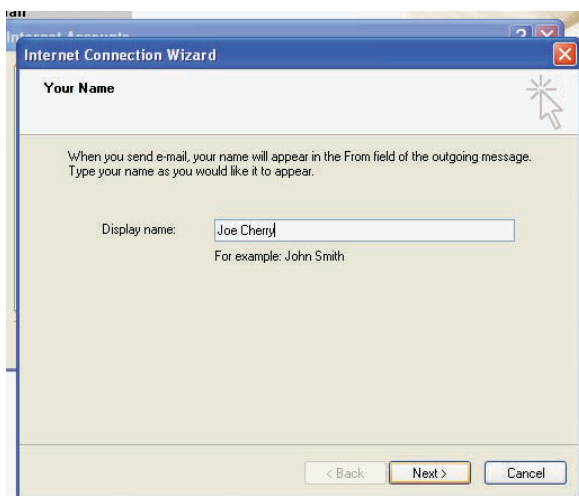 Internet Accounts
Internet Connection Wizard
Your Name
When you send e-mail, your name will appear in the From field of the outgoing message.
Type your name as you would like it to appear.
Display name:
Joe Cherry
For example: John Smith
< Back
Next >
Cancel